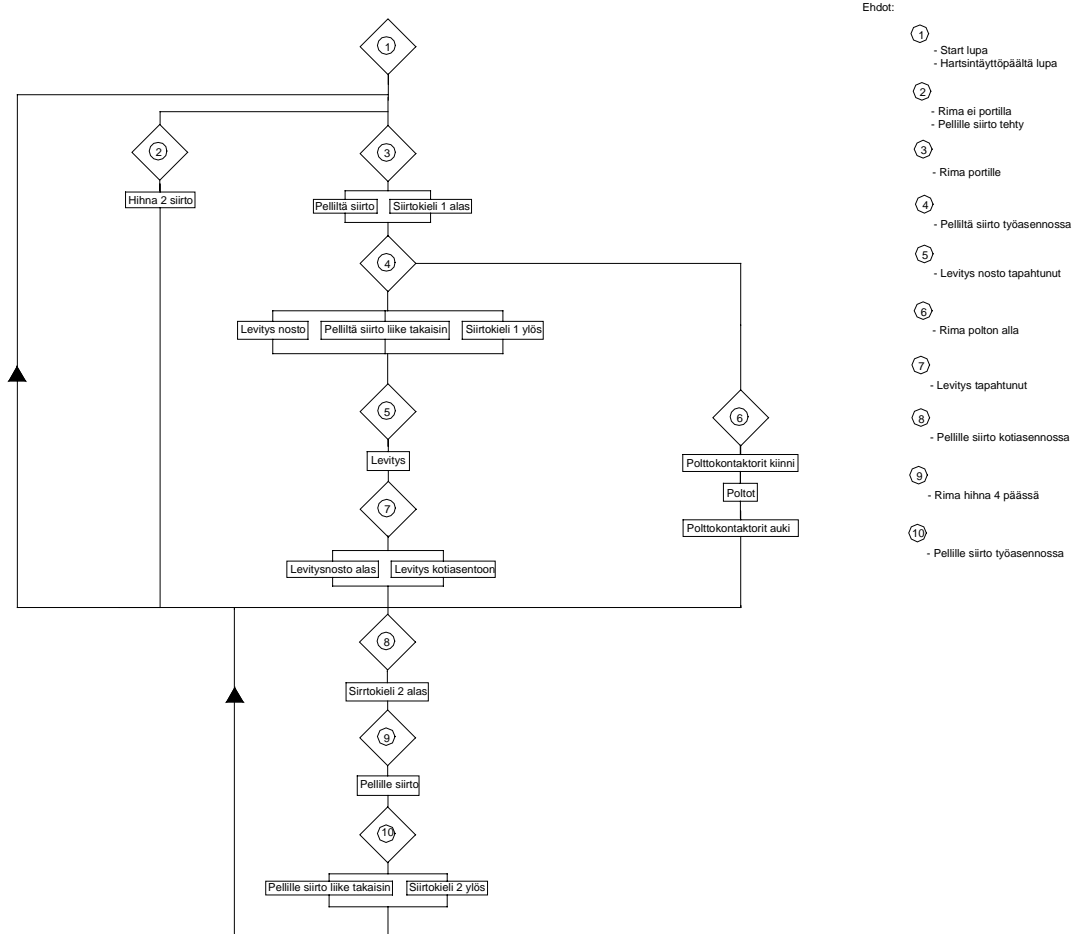 1
2
3
Hihna 2 siirto
Pelliltä siirto
Siirtokieli 1 alas
4
Levitys nosto
Pelliltä siirto liike takaisin
Siirtokieli 1 ylös
5
6
Levitys
Polttokontaktorit kiinni
Poltot
7
Polttokontaktorit auki
Levitysnosto alas
Levitys kotiasentoon
8
Sirrtokieli 2 alas
9
Pellille siirto
10
Pellille siirto liike takaisin
Siirtokieli 2 ylös
Ehdot:
1
- Start lupa
- Hartsintäyttöpäältä lupa
2
- Rima ei portilla
- Pellille siirto tehty
3
- Rima portille
4
- Pelliltä siirto työasennossa
5
- Levitys nosto tapahtunut
6
- Rima polton alla
7
- Levitys tapahtunut
8
- Pellille siirto kotiasennossa
9
- Rima hihna 4 päässä
10
- Pellille siirto työasennossa